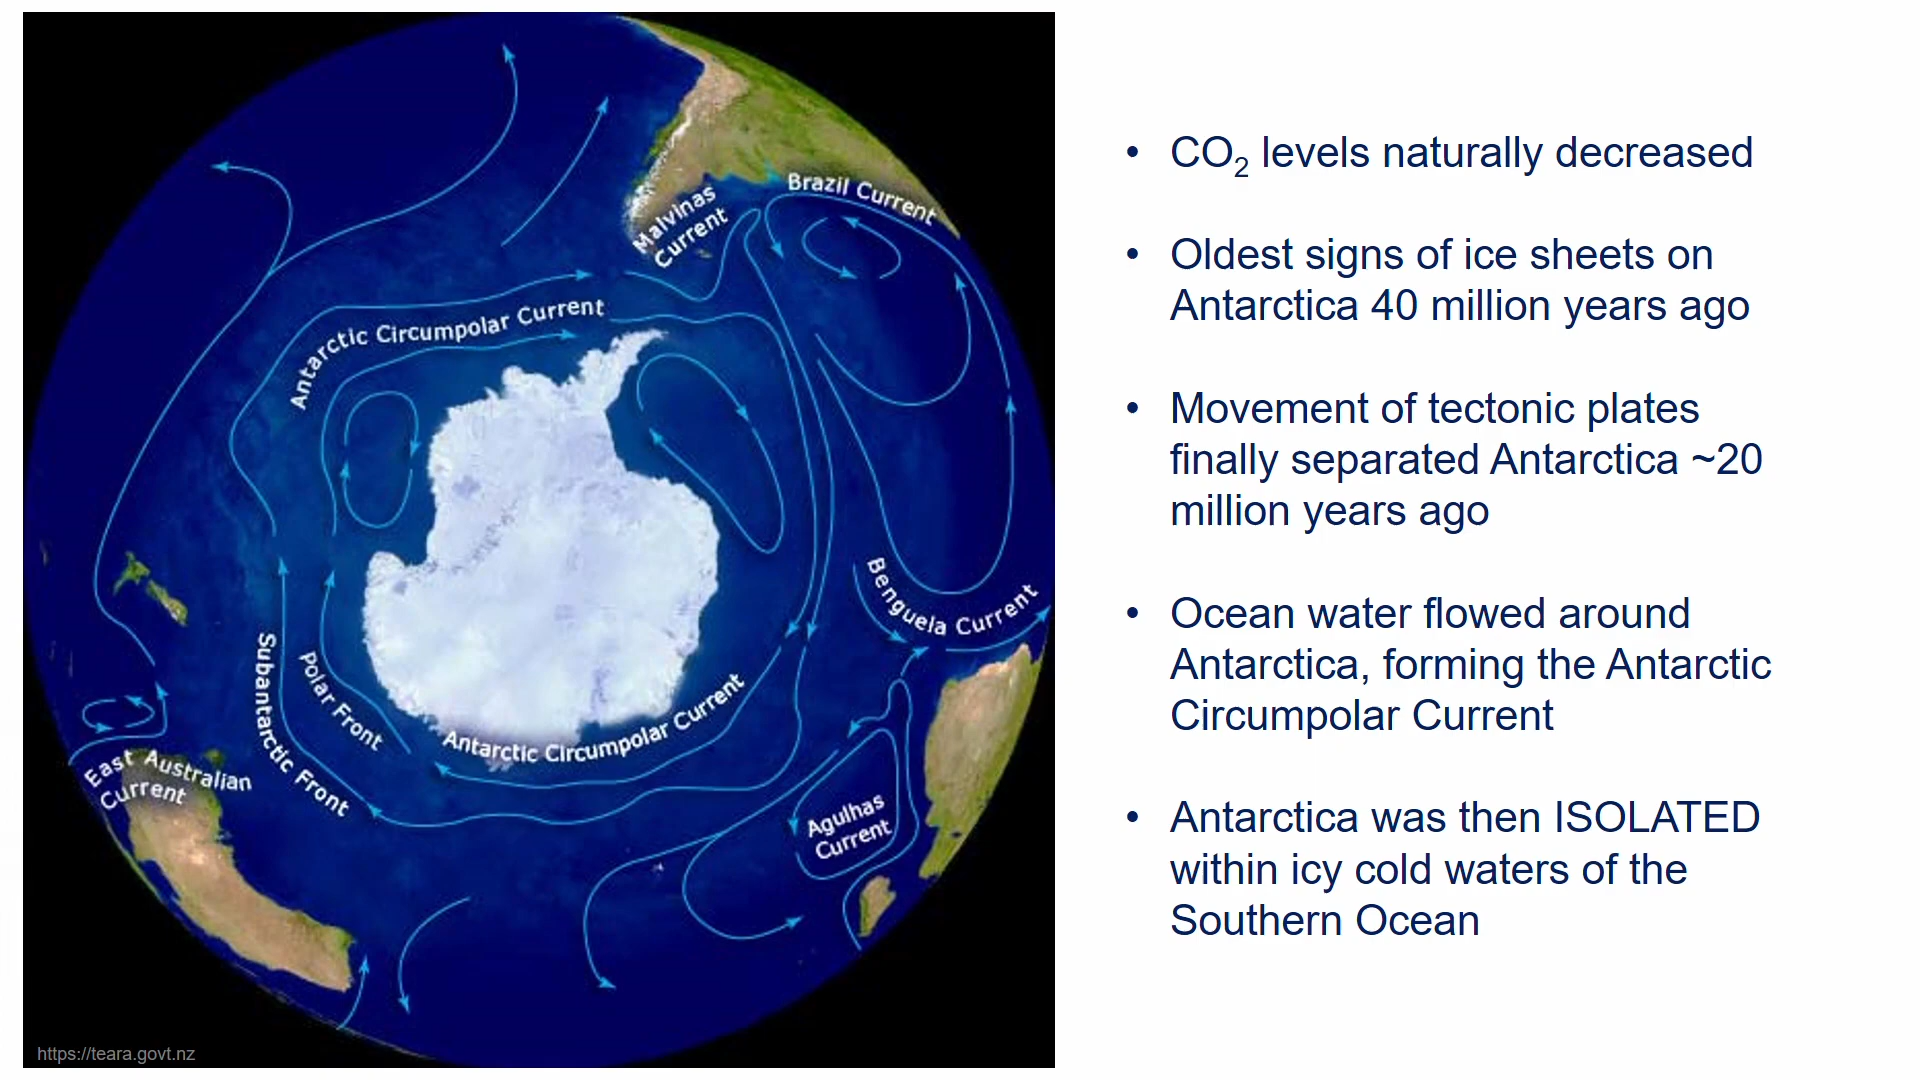 Brazil Current
Malvinas
Current
Antarctic Circumpolar Current
Benguela Current
Subantarctic Front
Polar Front
Antarctic Circumpolar Current
East Australian
Current
Agulhas
Current
https://teara.govt.nz
• CO₂ levels naturally decreased
• Oldest signs of ice sheets on
Antarctica 40 million years ago
• Movement of tectonic plates
finally separated Antarctica ~20
million years ago
• Ocean water flowed around
Antarctica, forming the Antarctic
Circumpolar Current
• Antarctica was then ISOLATED
within icy cold waters of the
Southern Ocean